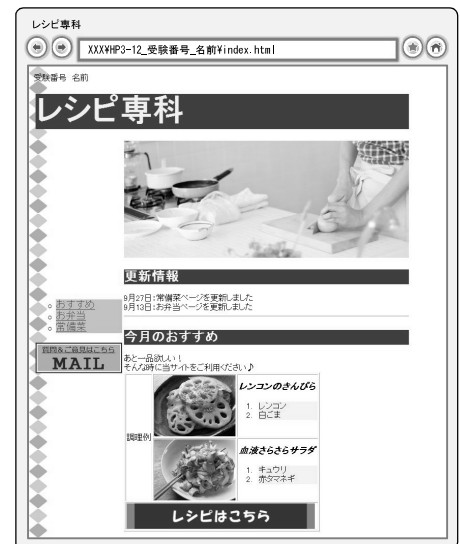 レシピ専科
XXX¥HP3-12_受験番号_名前¥index.html
受験番号 名前
レシピ専科
更新情報
9月27日:常備菜ページを更新しました
9月13日:お弁当ページを更新しました
おすすめ
お弁当
常備菜
今月のおすすめ
質問&ご意見はこちら
MAIL
あと一品欲しい!
そんな時に当サイトをご利用ください♪
調理例
レンコンのきんぴら
1. レンコン
2. 白ごま
血液さらさらサラダ
1. キュウリ
2. 赤タマネギ
レシピはこちら